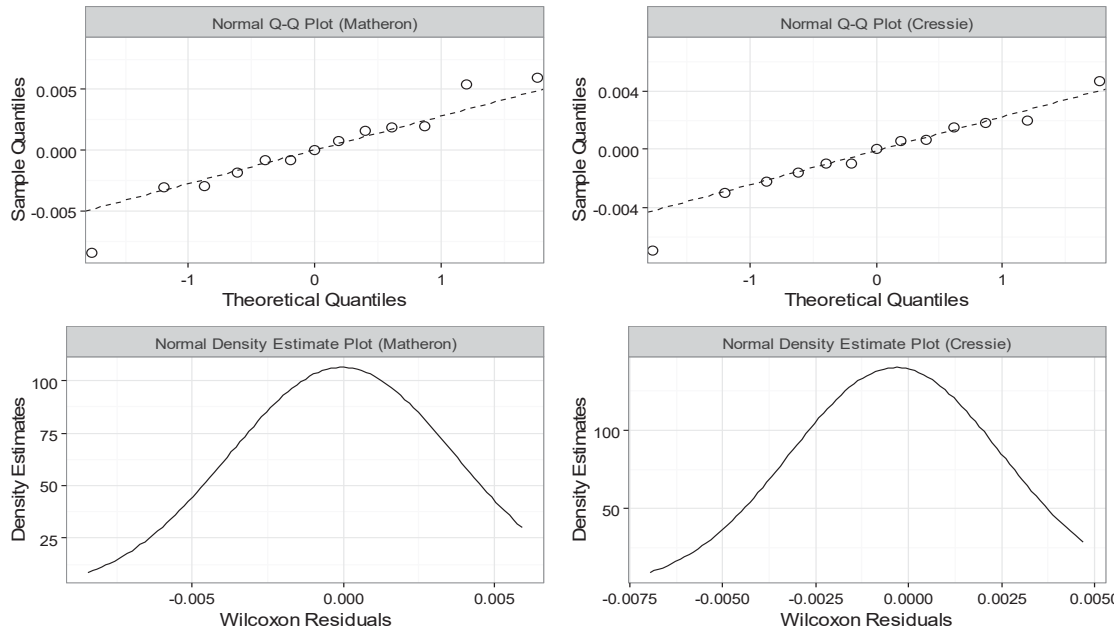 Normal Q-Q Plot (Matheron)
Sample Quantiles
0.005
0.000
-0.005
-1
0
1
Theoretical Quantiles
Normal Q-Q Plot (Cressie)
Sample Quantiles
0.004
0.000
-0.004
-1
0
1
Theoretical Quantiles
Normal Density Estimate Plot (Matheron)
Density Estimates
100
75
50
25
-0.005
0.000
0.005
Wilcoxon Residuals
Normal Density Estimate Plot (Cressie)
Density Estimates
100
50
-0.0075
-0.0050
-0.0025
0.0000
0.0025
0.0050
Wilcoxon Residuals